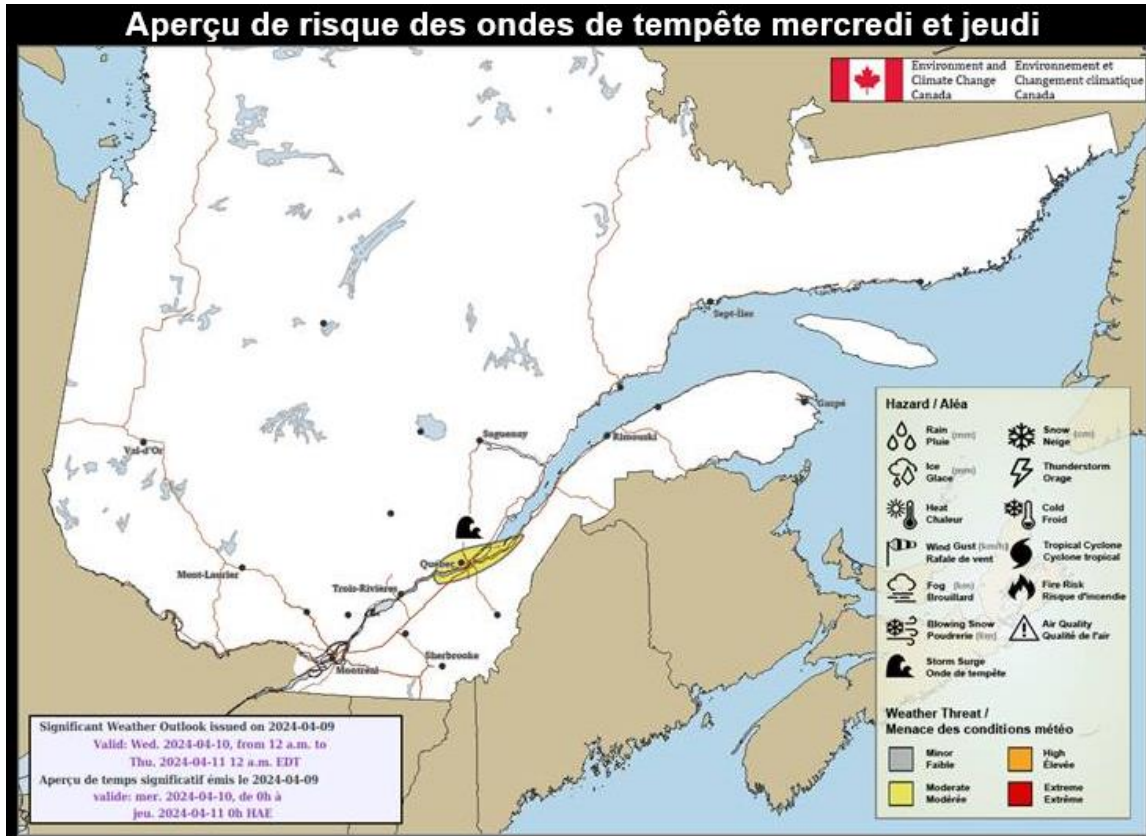 Aperçu de risque des ondes de tempête mercredi et jeudi
Environment and
Climate Change
Canada
Environnement et
Changement climatique
Canada
Sept-Îles
Gaspé
Rimouski
Saguenay
Val-d'Or
Québec
Mont-Laurier
Trois-Rivières
Sherbrooke
Montréal
Hazard / Aléa
Rain
Pluie (mm)
Snow
Neige (cm)
Ice
Glace (mm)
Thunderstorm
Orage
Heat
Chaleur
Cold
Froid
Wind Gust (km/h)
Rafale de vent
Tropical Cyclone
Cyclone tropical
Fog (km)
Brouillard
Fire Risk
Risque d'incendie
Blowing Snow
Poudrerie (km)
Air Quality
Qualité de l'air
Storm Surge
Onde de tempête
Weather Threat /
Menace des conditions météo
Minor
Faible
High
Élevée
Moderate
Modérée
Extreme
Extrême
Significant Weather Outlook issued on 2024-04-09
Valid: Wed. 2024-04-10, from 12 a.m. to
Thu. 2024-04-11 12 a.m. EDT
Aperçu de temps significatif émis le 2024-04-09
valide: mer. 2024-04-10, de 0h à
jeu. 2024-04-11 0h HAE